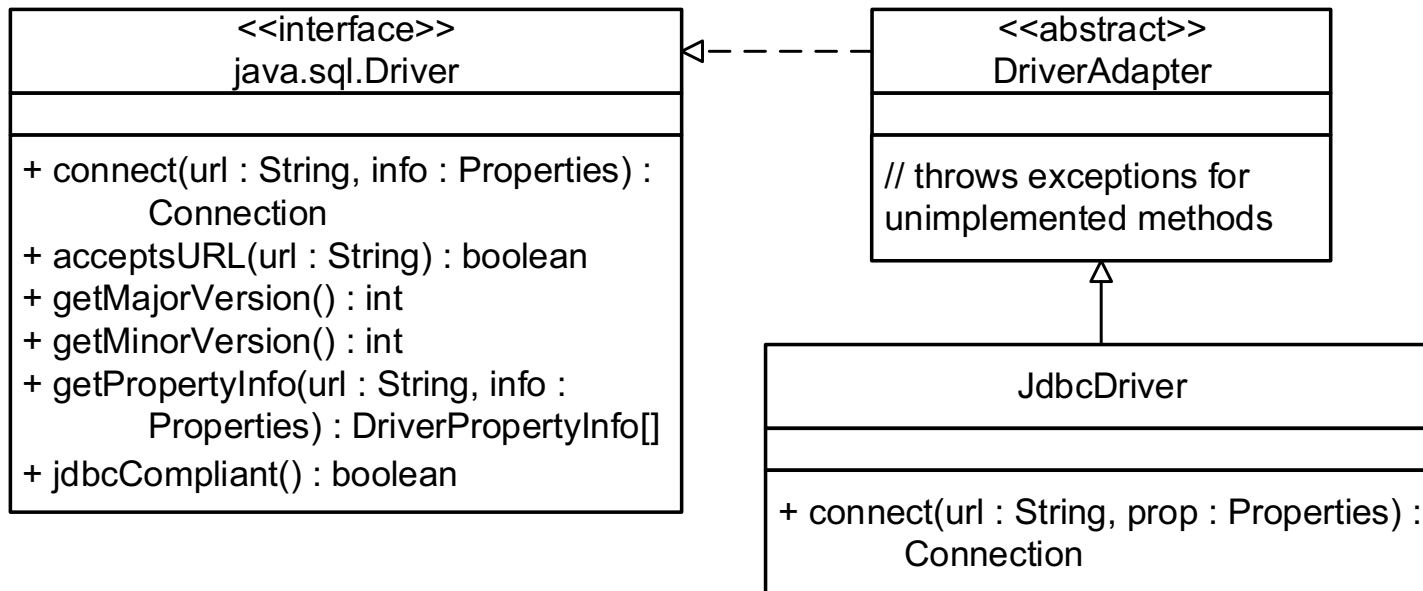 <<interface>>
java.sql.Driver
+ connect(url : String, info : Properties) :
Connection
+ acceptsURL(url : String) : boolean
+ getMajorVersion() : int
+ getMinorVersion() : int
+ getPropertyInfo(url : String, info :
Properties) : DriverPropertyInfo[]
+ jdbcCompliant() : boolean
<<abstract>>
DriverAdapter
// throws exceptions for
unimplemented methods
JdbcDriver
+ connect(url : String, prop : Properties) :
Connection